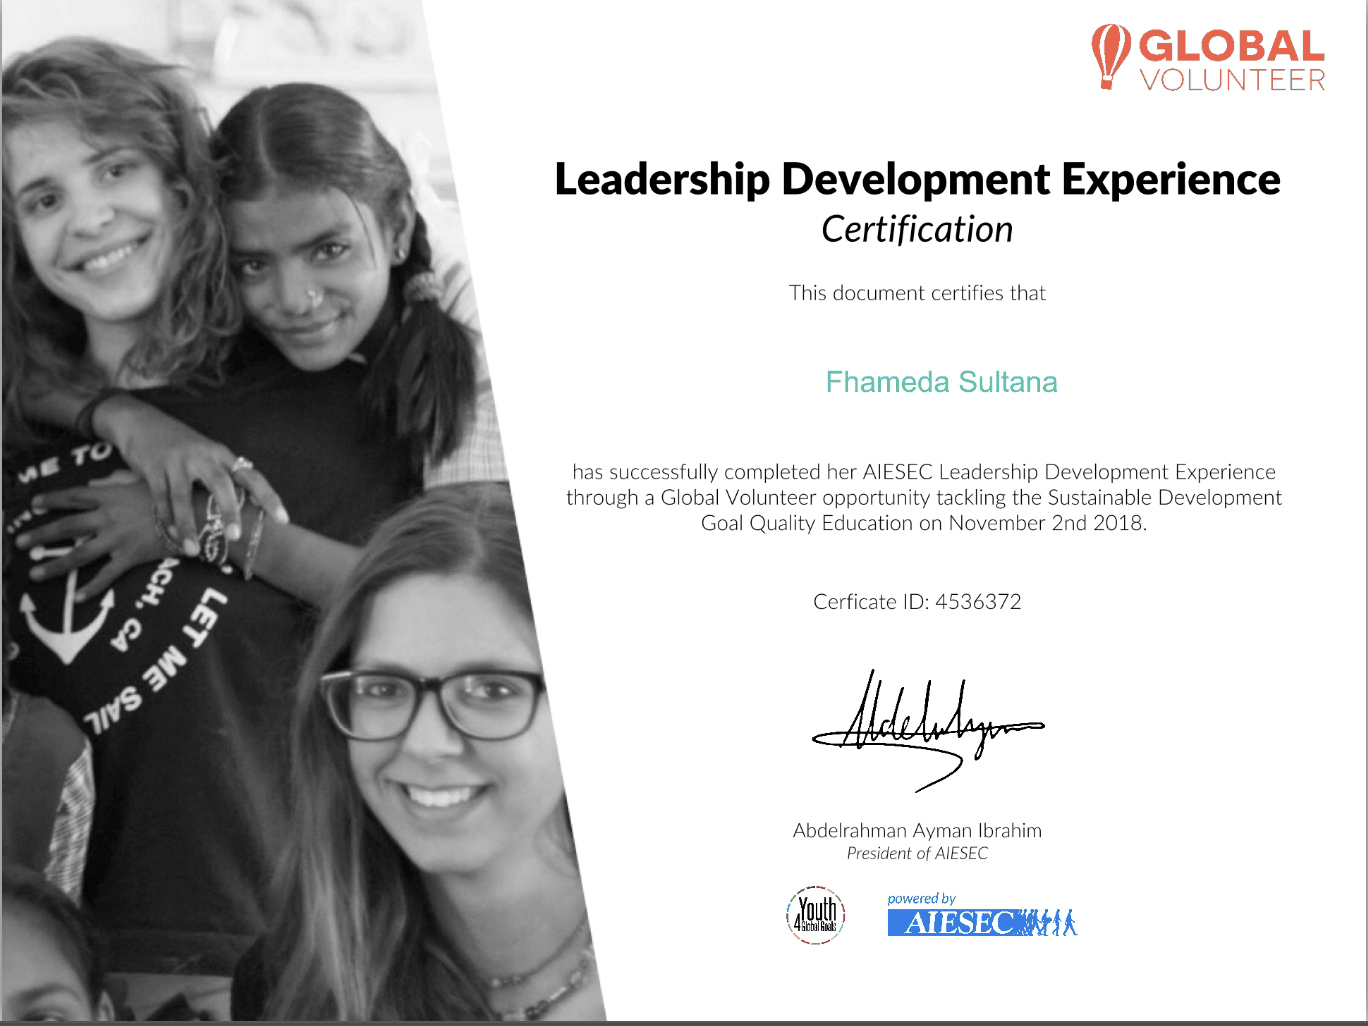 GLOBAL
VOLUNTEER
Leadership Development Experience
Certification
This document certifies that
Fhameda Sultana
has successfully completed her AIESEC Leadership Development Experience
through a Global Volunteer opportunity tackling the Sustainable Development
Goal Quality Education on November 2nd 2018.
Cerficate ID: 4536372
Abdelrahman Ayman Ibrahim
President of AIESEC
Youth
4 Global Goals
powered by
AIESEC
ME TO
ACH, CA
LET ME SAIL